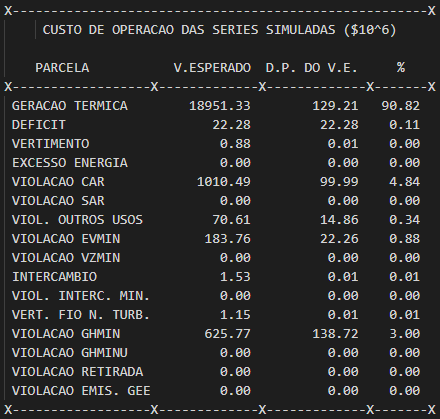 X----------------------------------------------------X
CUSTO DE OPERACAO DAS SERIES SIMULADAS ($10^6)
PARCELA V.ESPERADO D.P. DO V.E. %
X------------------X-------------X-------------X-------X
GERACAO TERMICA 18951.33 129.21 90.82
DEFICIT 22.28 22.28 0.11
VERTIMENTO 0.88 0.01 0.00
EXCESSO ENERGIA 0.00 0.00 0.00
VIOLACAO CAR 1010.49 99.99 4.84
VIOLACAO SAR 0.00 0.00 0.00
VIOL. OUTROS USOS 70.61 14.86 0.34
VIOLACAO EVMIN 183.76 22.26 0.88
VIOLACAO VZMIN 0.00 0.00 0.00
INTERCAMBIO 1.53 0.01 0.01
VIOL. INTERC. MIN. 0.00 0.00 0.00
VERT. FIO N. TURB. 1.15 0.01 0.01
VIOLACAO GHMIN 625.77 138.72 3.00
VIOLACAO GHMINU 0.00 0.00 0.00
VIOLACAO RETIRADA 0.00 0.00 0.00
VIOLACAO EMIS. GEE 0.00 0.00 0.00
X------------------X-------------X-------------X-------X